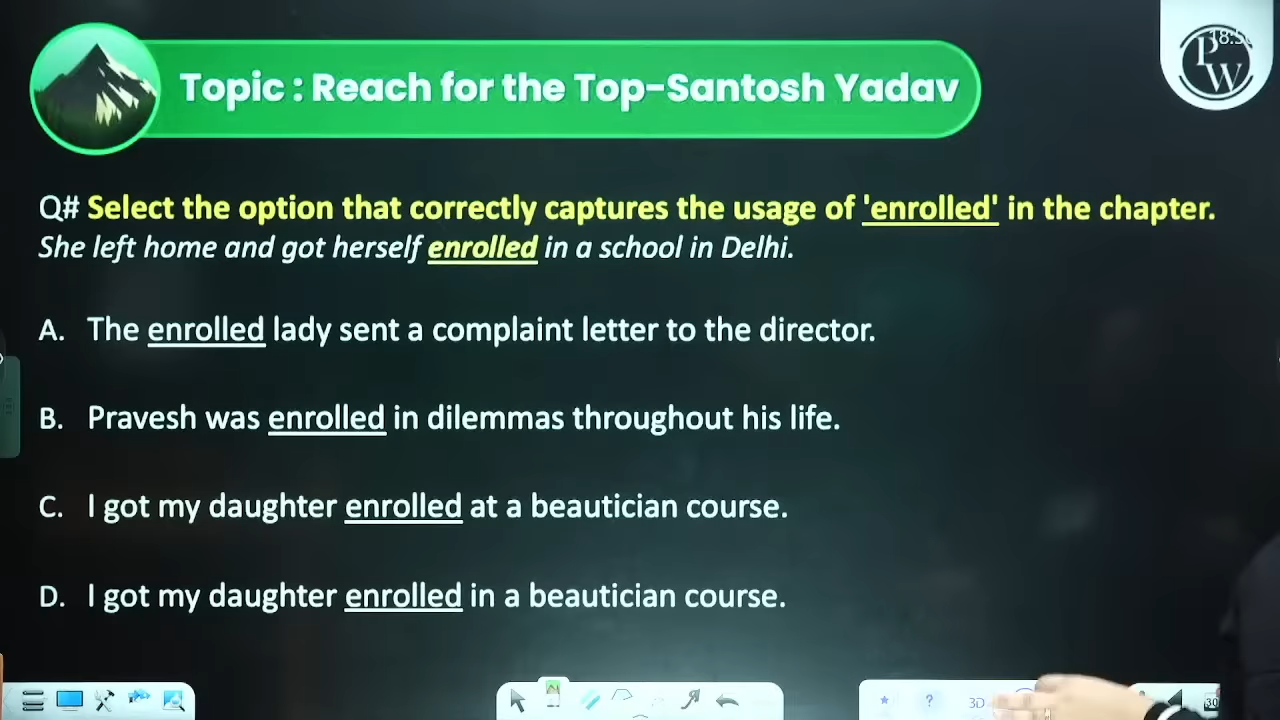 Topic : Reach for the Top-Santosh Yadav
PW
Q# Select the option that correctly captures the usage of 'enrolled' in the chapter.
She left home and got herself enrolled in a school in Delhi.
A. The enrolled lady sent a complaint letter to the director.
B. Pravesh was enrolled in dilemmas throughout his life.
C. I got my daughter enrolled at a beautician course.
D. I got my daughter enrolled in a beautician course.
? 3D 30